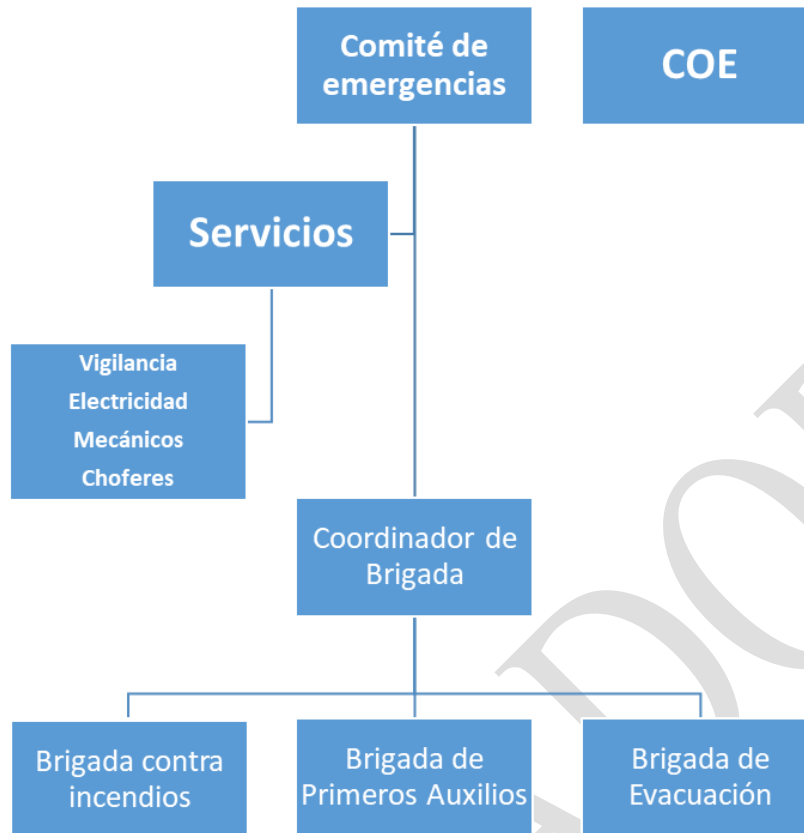 Comité de
emergencias
COE
Servicios
Vigilancia
Electricidad
Mecánicos
Choferes
Coordinador de
Brigada
Brigada contra
incendios
Brigada de
Primeros Auxilios
Brigada de
Evacuación